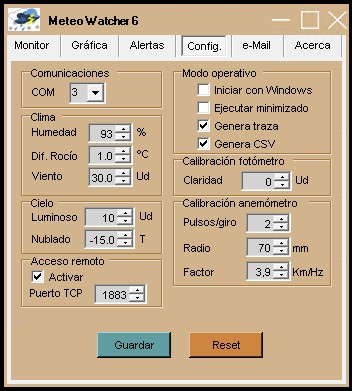 Meteo Watcher 6
Monitor Gráfica Alertas Config. e-Mail Acerca
Comunicaciones
COM 3
Clima
Humedad 93 %
Dif. Rocío 1.0 ºC
Viento 30.0 Ud
Cielo
Luminoso 10 Ud
Nublado -15.0 T
Acceso remoto
Activar
Puerto TCP 1883
Modo operativo
Iniciar con Windows
Ejecutar minimizado
Genera traza
Genera CSV
Calibración fotómetro
Claridad 0 Ud
Calibración anemómetro
Pulsos/giro 2
Radio 70 mm
Factor 3,9 Km/Hz
Guardar Reset